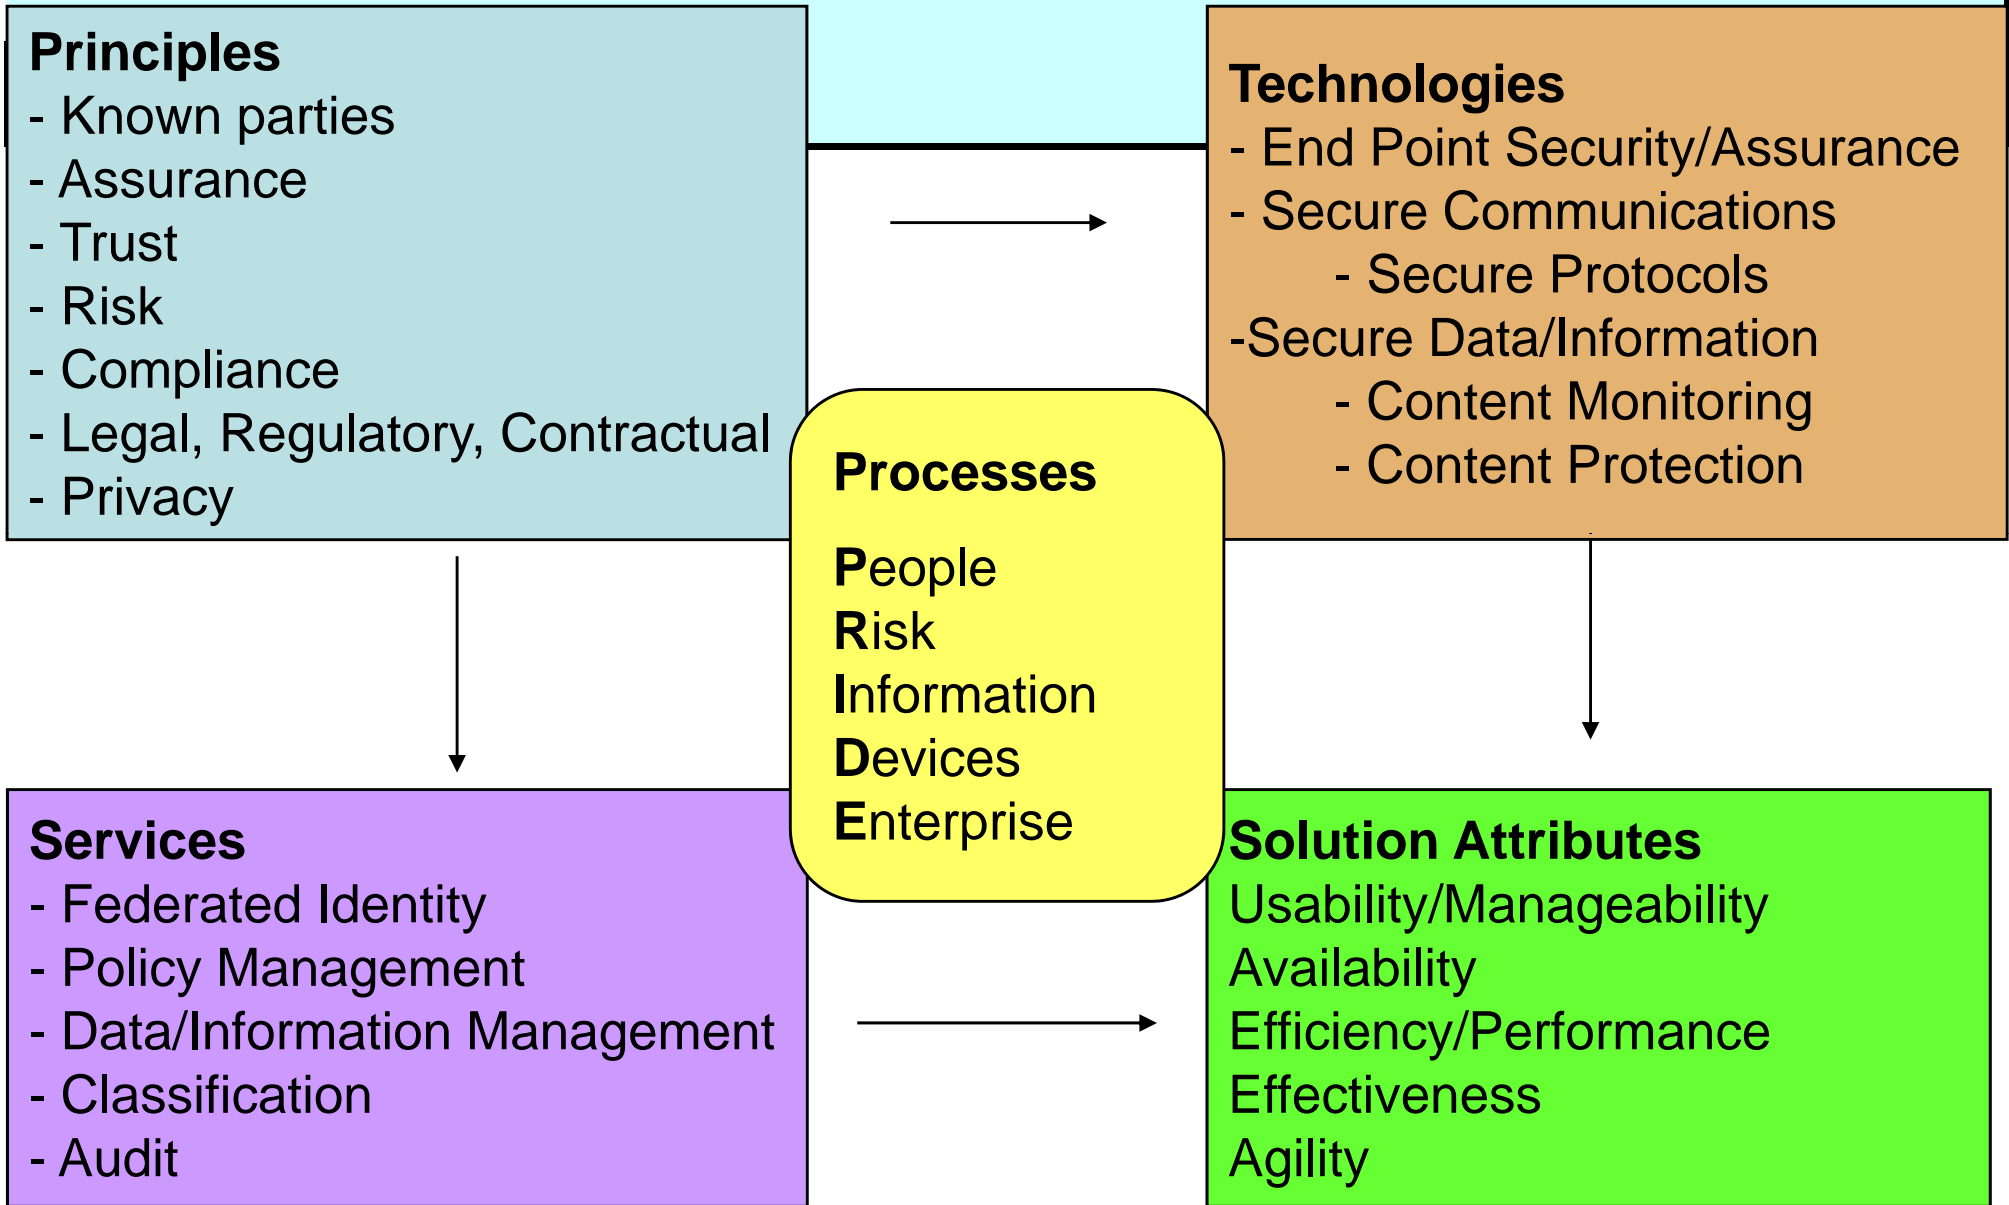 Principles
- Known parties
- Assurance
- Trust
- Risk
- Compliance
- Legal, Regulatory, Contractual
- Privacy
Technologies
- End Point Security/Assurance
- Secure Communications
- Secure Protocols
-Secure Data/Information
- Content Monitoring
- Content Protection
Processes
People
Risk
Information
Devices
Enterprise
Services
- Federated Identity
- Policy Management
- Data/Information Management
- Classification
- Audit
Solution Attributes
Usability/Manageability
Availability
Efficiency/Performance
Effectiveness
Agility